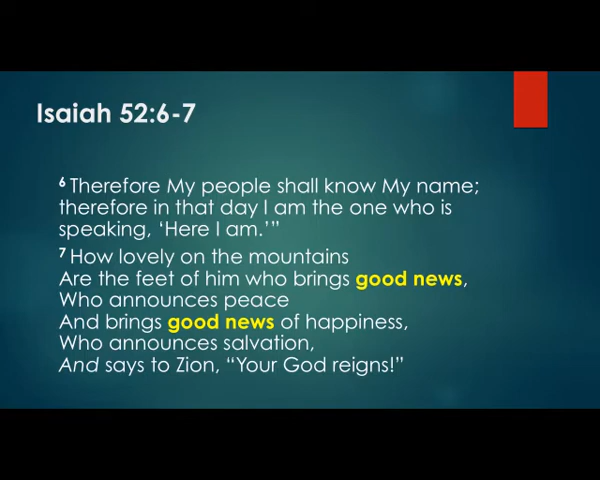 Isaiah 52:6-7
6 Therefore My people shall know My name;
therefore in that day I am the one who is
speaking, ‘Here I am.’”
7 How lovely on the mountains
Are the feet of him who brings good news,
Who announces peace
And brings good news of happiness,
Who announces salvation,
And says to Zion, “Your God reigns!”